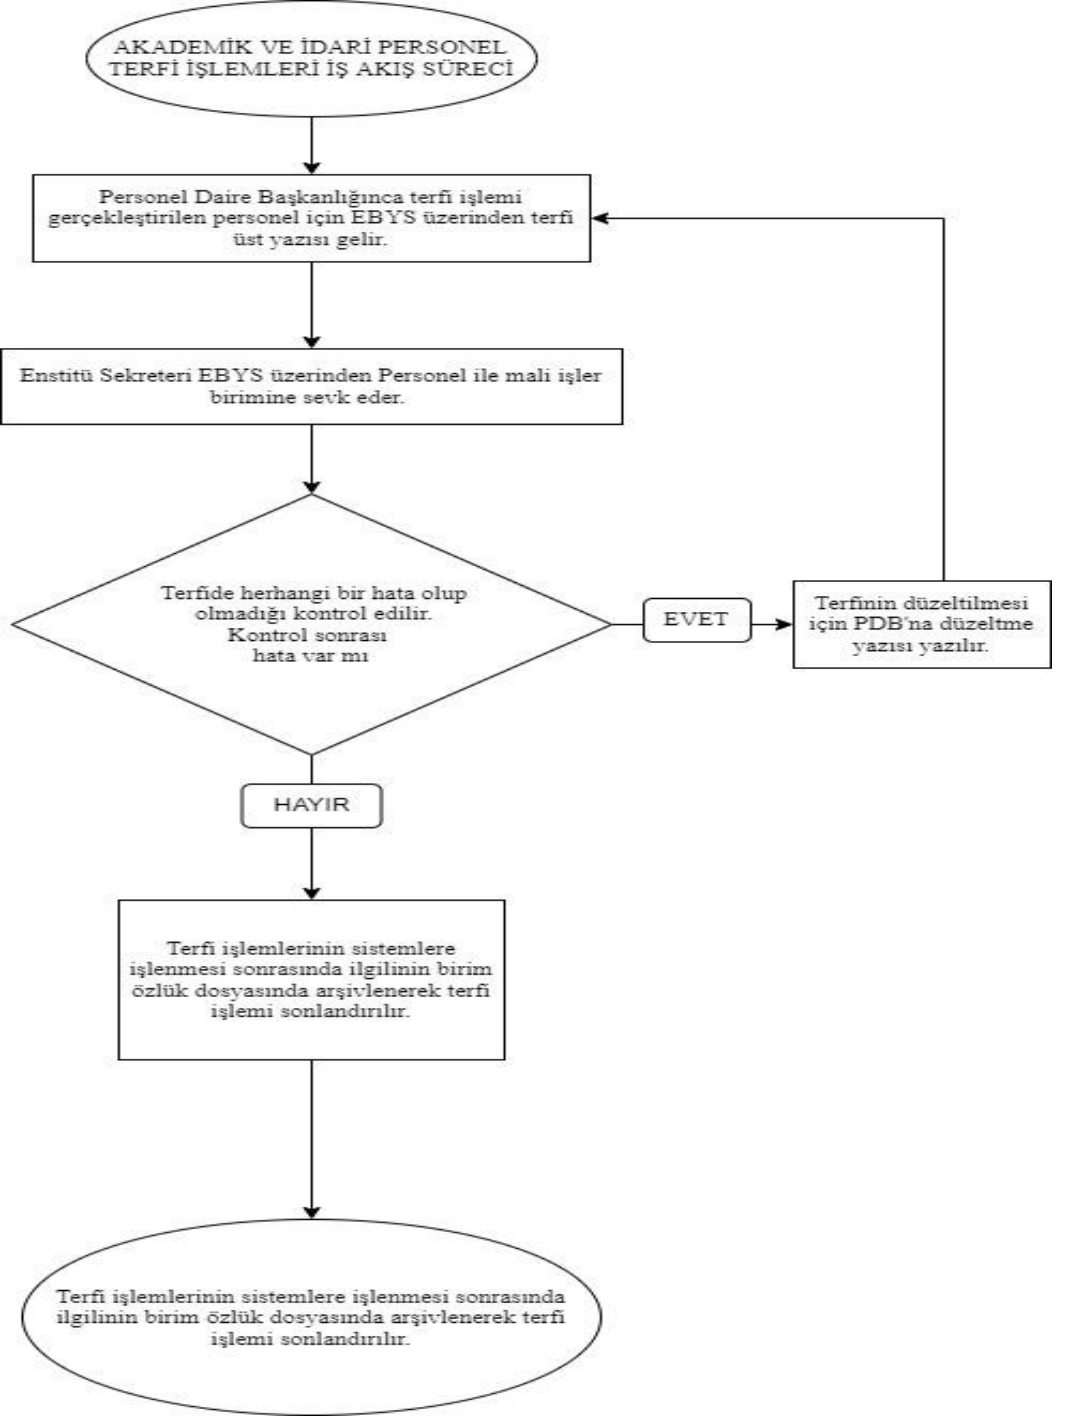 AKADEMİK VE İDARİ PERSONEL
TERFİ İŞLEMLERİ İŞ AKIŞ SÜRECİ
Personel Daire Başkanlığınca terfi işlemi
gerçekleştirilen personel için EBYS üzerinden terfi
üst yazısı gelir.
Enstitü Sekreteri EBYS üzerinden Personel ile mali işler
birimine sevk eder.
Terfide herhangi bir hata olup
olmadığı kontrol edilir.
Kontrol sonrası
hata var mı
EVET
Terfinin düzeltilmesi
için PDB'na düzeltme
yazısı yazılır.
HAYIR
Terfi işlemlerinin sistemlere
işlenmesi sonrasında ilgilinin birim
özlük dosyasında arşivlenerek terfi
işlemi sonlandırılır.
Terfi işlemlerinin sistemlere işlenmesi sonrasında
ilgilinin birim özlük dosyasında arşivlenerek terfi
işlemi sonlandırılır.